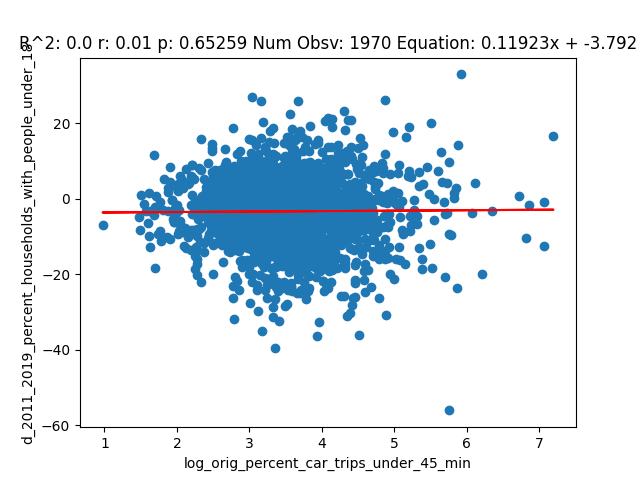 R^2: 0.0 r: 0.01 p: 0.65259 Num Obsv: 1970 Equation: 0.11923x + -3.792
d_2011_2019_percent_households_with_people_under_18
20
0
−20
−40
−60
1 2 3 4 5 6 7
log_orig_percent_car_trips_under_45_min